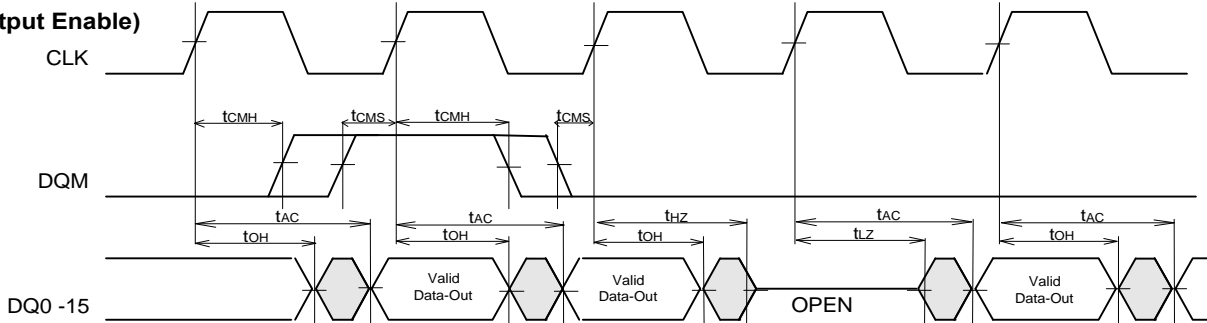 tput Enable)
CLK
tCMH tCMS tCMH tCMS
DQM
tAC tAC tHZ tAC tAC
tOH tOH tOH tLZ tOH
Valid
Data-Out
Valid
Data-Out
Valid
Data-Out
DQ0 -15
OPEN